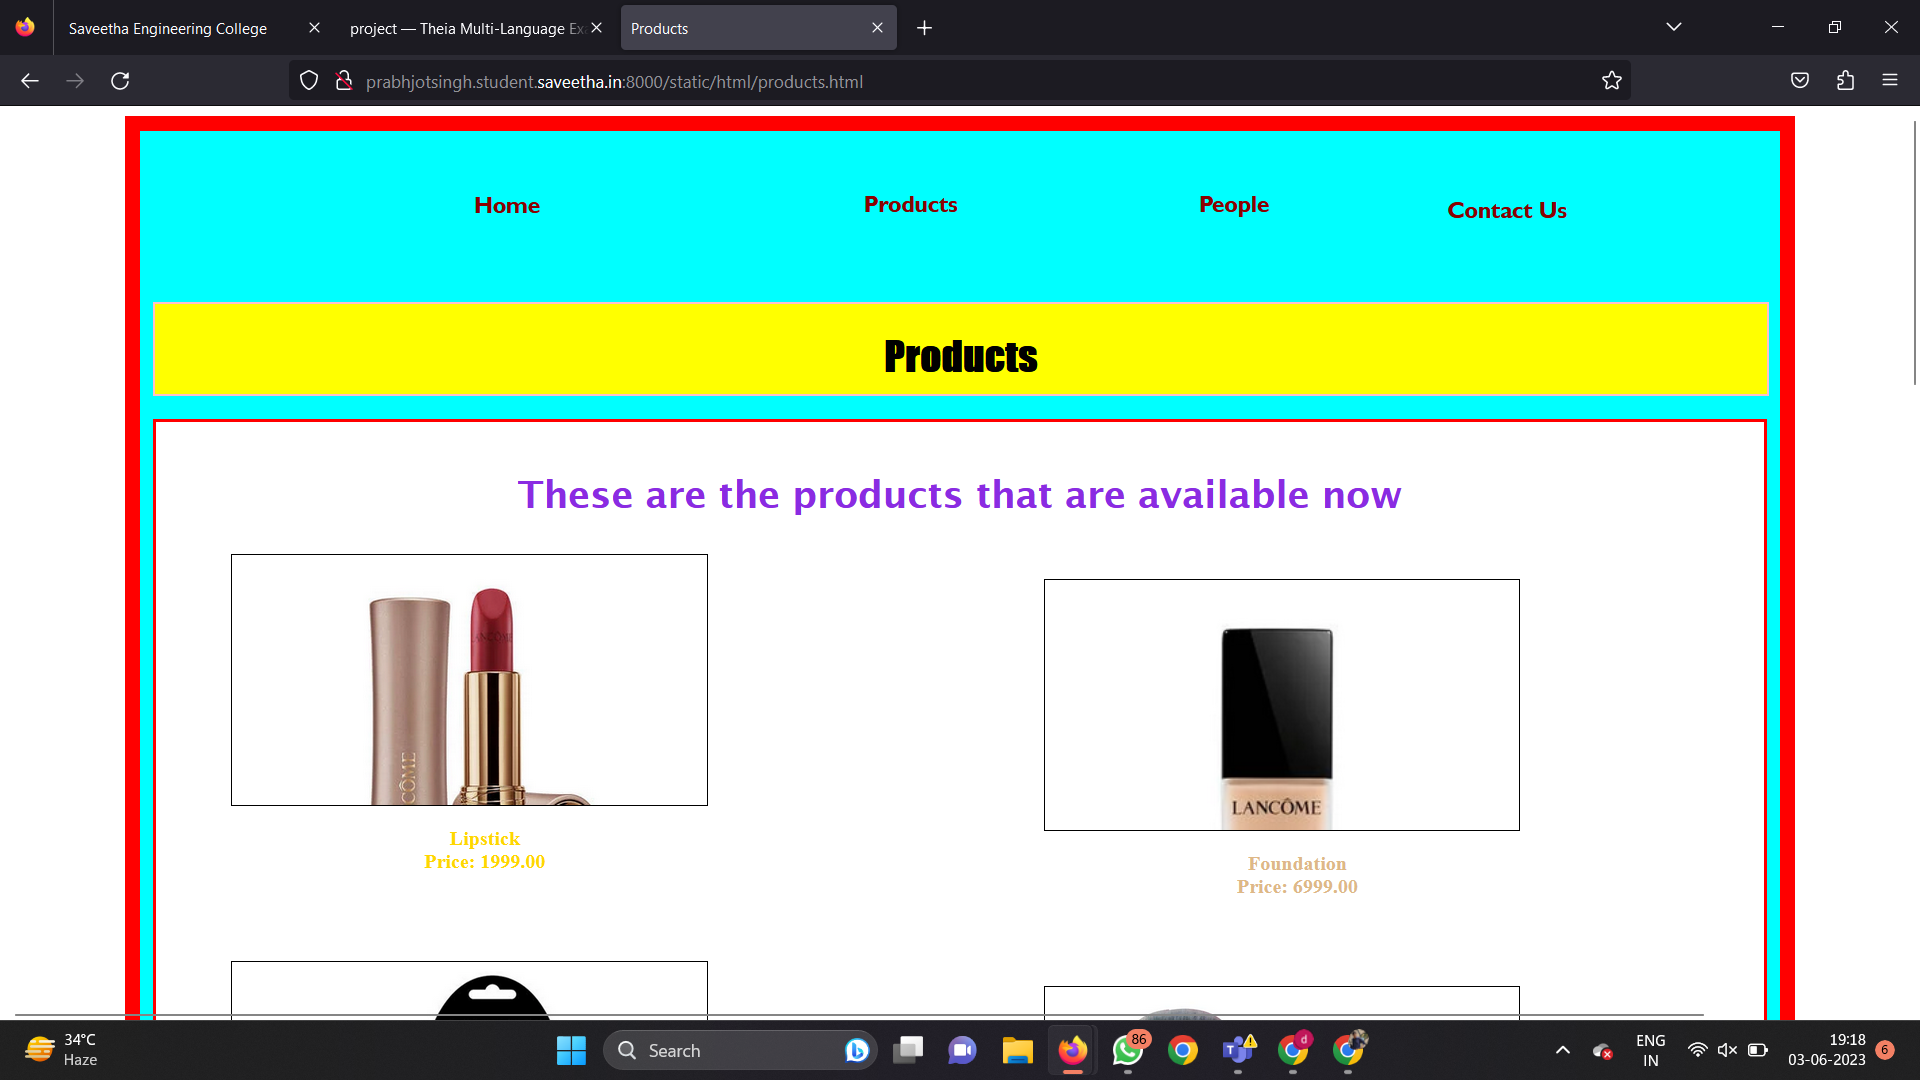 Saveetha Engineering College
project — Theia Multi-Language Ex
Products
prabhjotsingh.student.saveetha.in:8000/static/html/products.html
Home
Products
People
Contact Us
Products
These are the products that are available now
LANCÔME
CÔME
LANCÔME
Lipstick
Price: 1999.00
Foundation
Price: 6999.00
34°C
Haze
Search
86
d
ENG
IN
19:18
03-06-2023
6